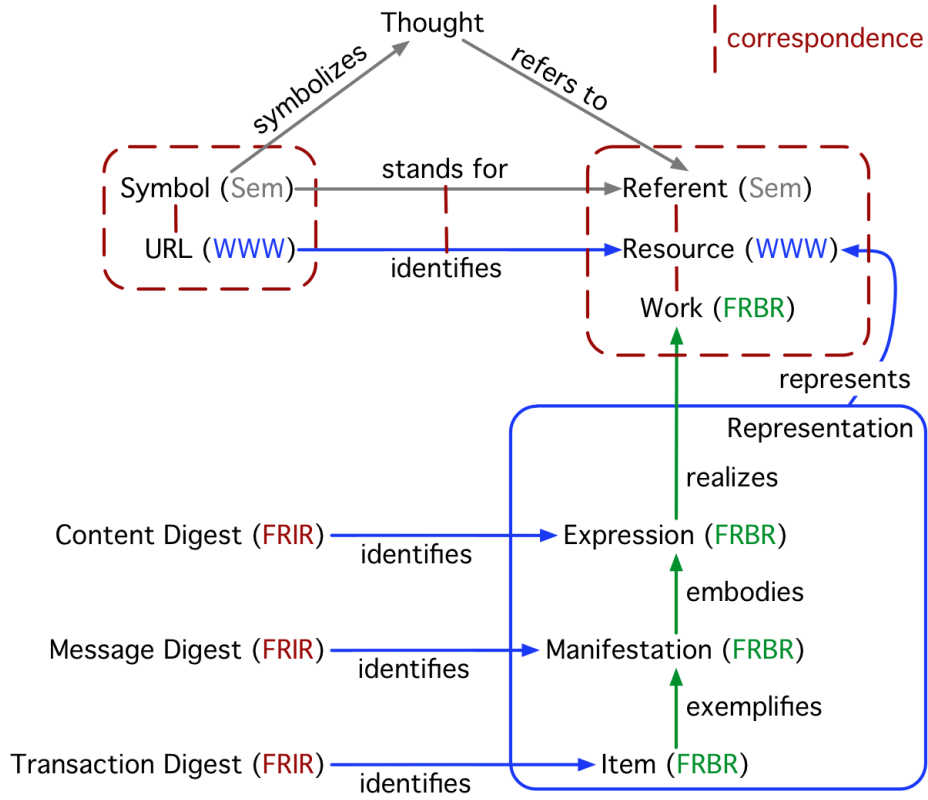 Thought
correspondence
symbolizes
refers to
stands for
Symbol (Sem)
Referent (Sem)
URL (WWW)
Resource (WWW)
identifies
Work (FRBR)
represents
Representation
realizes
Content Digest (FRIR)
Expression (FRBR)
identifies
embodies
Message Digest (FRIR)
Manifestation (FRBR)
identifies
exemplifies
Transaction Digest (FRIR)
Item (FRBR)
identifies